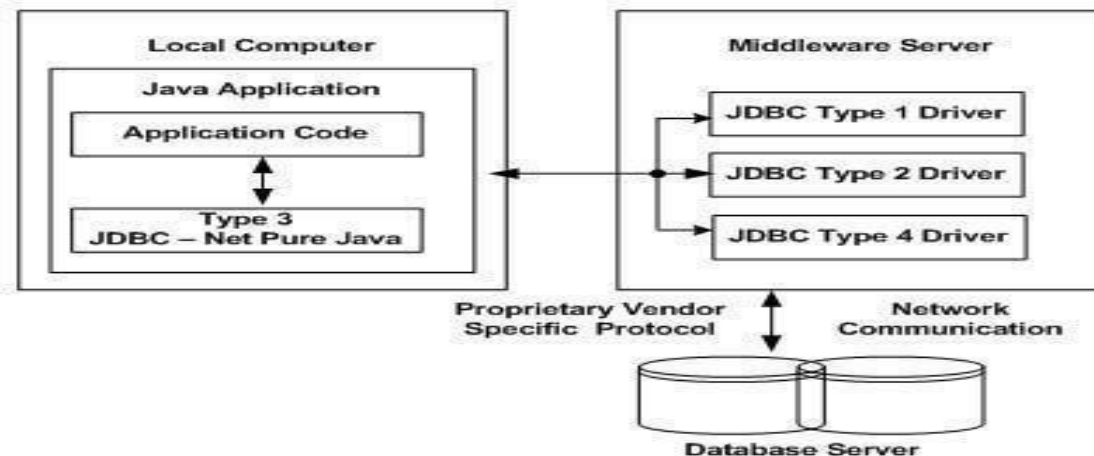 Local Computer
Java Application
Application Code
Type 3
JDBC – Net Pure Java
Middleware Server
JDBC Type 1 Driver
JDBC Type 2 Driver
JDBC Type 4 Driver
Proprietary Vendor
Specific Protocol
Network
Communication
Database Server